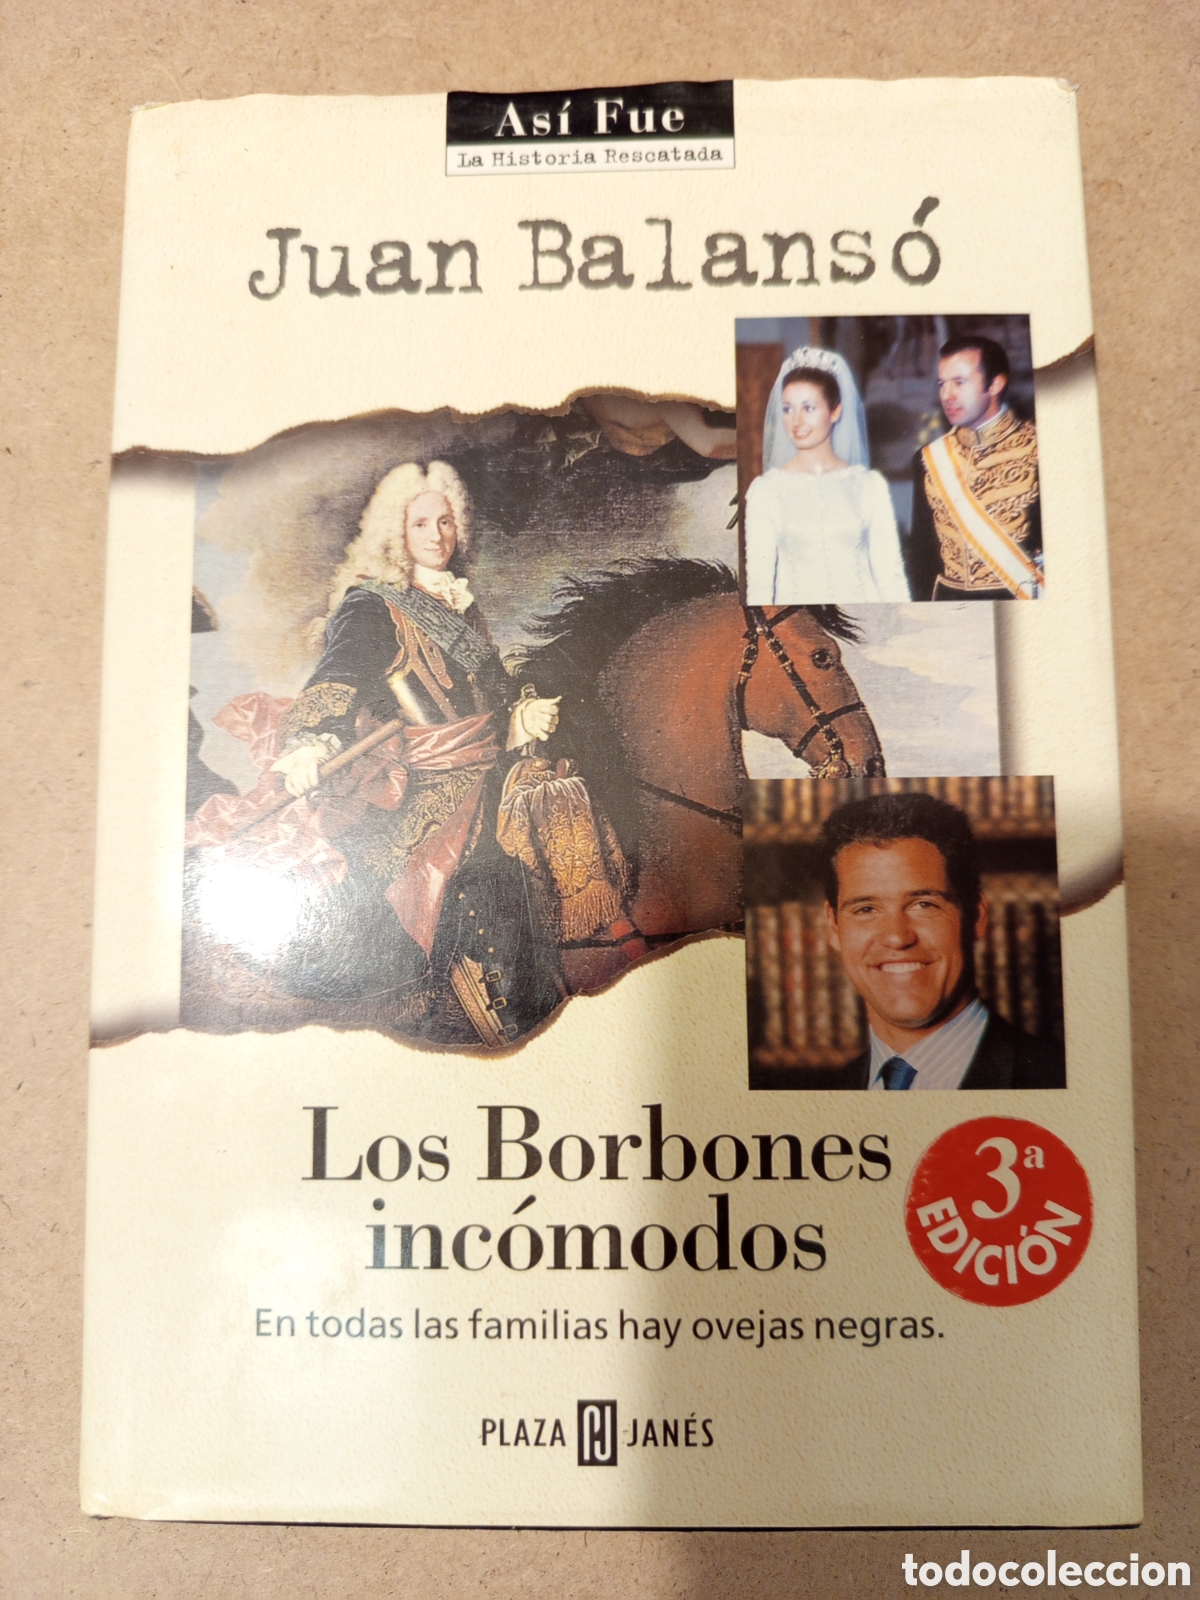 Así Fue
La Historia Rescatada
Juan Balansó
Los Borbones
incómodos
3ª
EDICIÓN
En todas las familias hay ovejas negras.
PLAZA PJ JANÉS
todocoleccion